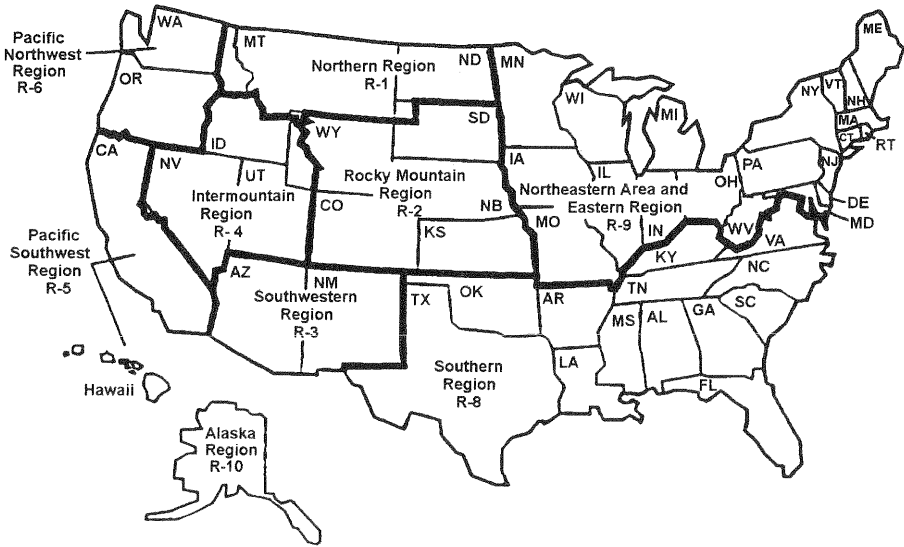 WA
Pacific
Northwest
Region
R-6
OR
MT
Northern Region
R-1
ND
MN
WI
MI
ME
NY
VT
NH
MA
CT
RT
CA
NV
ID
WY
SD
IA
IL
OH
PA
NJ
UT
Intermountain
Region
R-4
Rocky Mountain
Region
R-2
CO
NB
KS
Northeastern Area and
Eastern Region
R-9
MO
IN
WV
DE
MD
VA
KY
Pacific
Southwest
Region
R-5
AZ
NM
Southwestern
Region
R-3
TX
OK
AR
TN
NC
SC
MS
AL
GA
LA
FL
Southern
Region
R-8
Hawaii
Alaska
Region
R-10